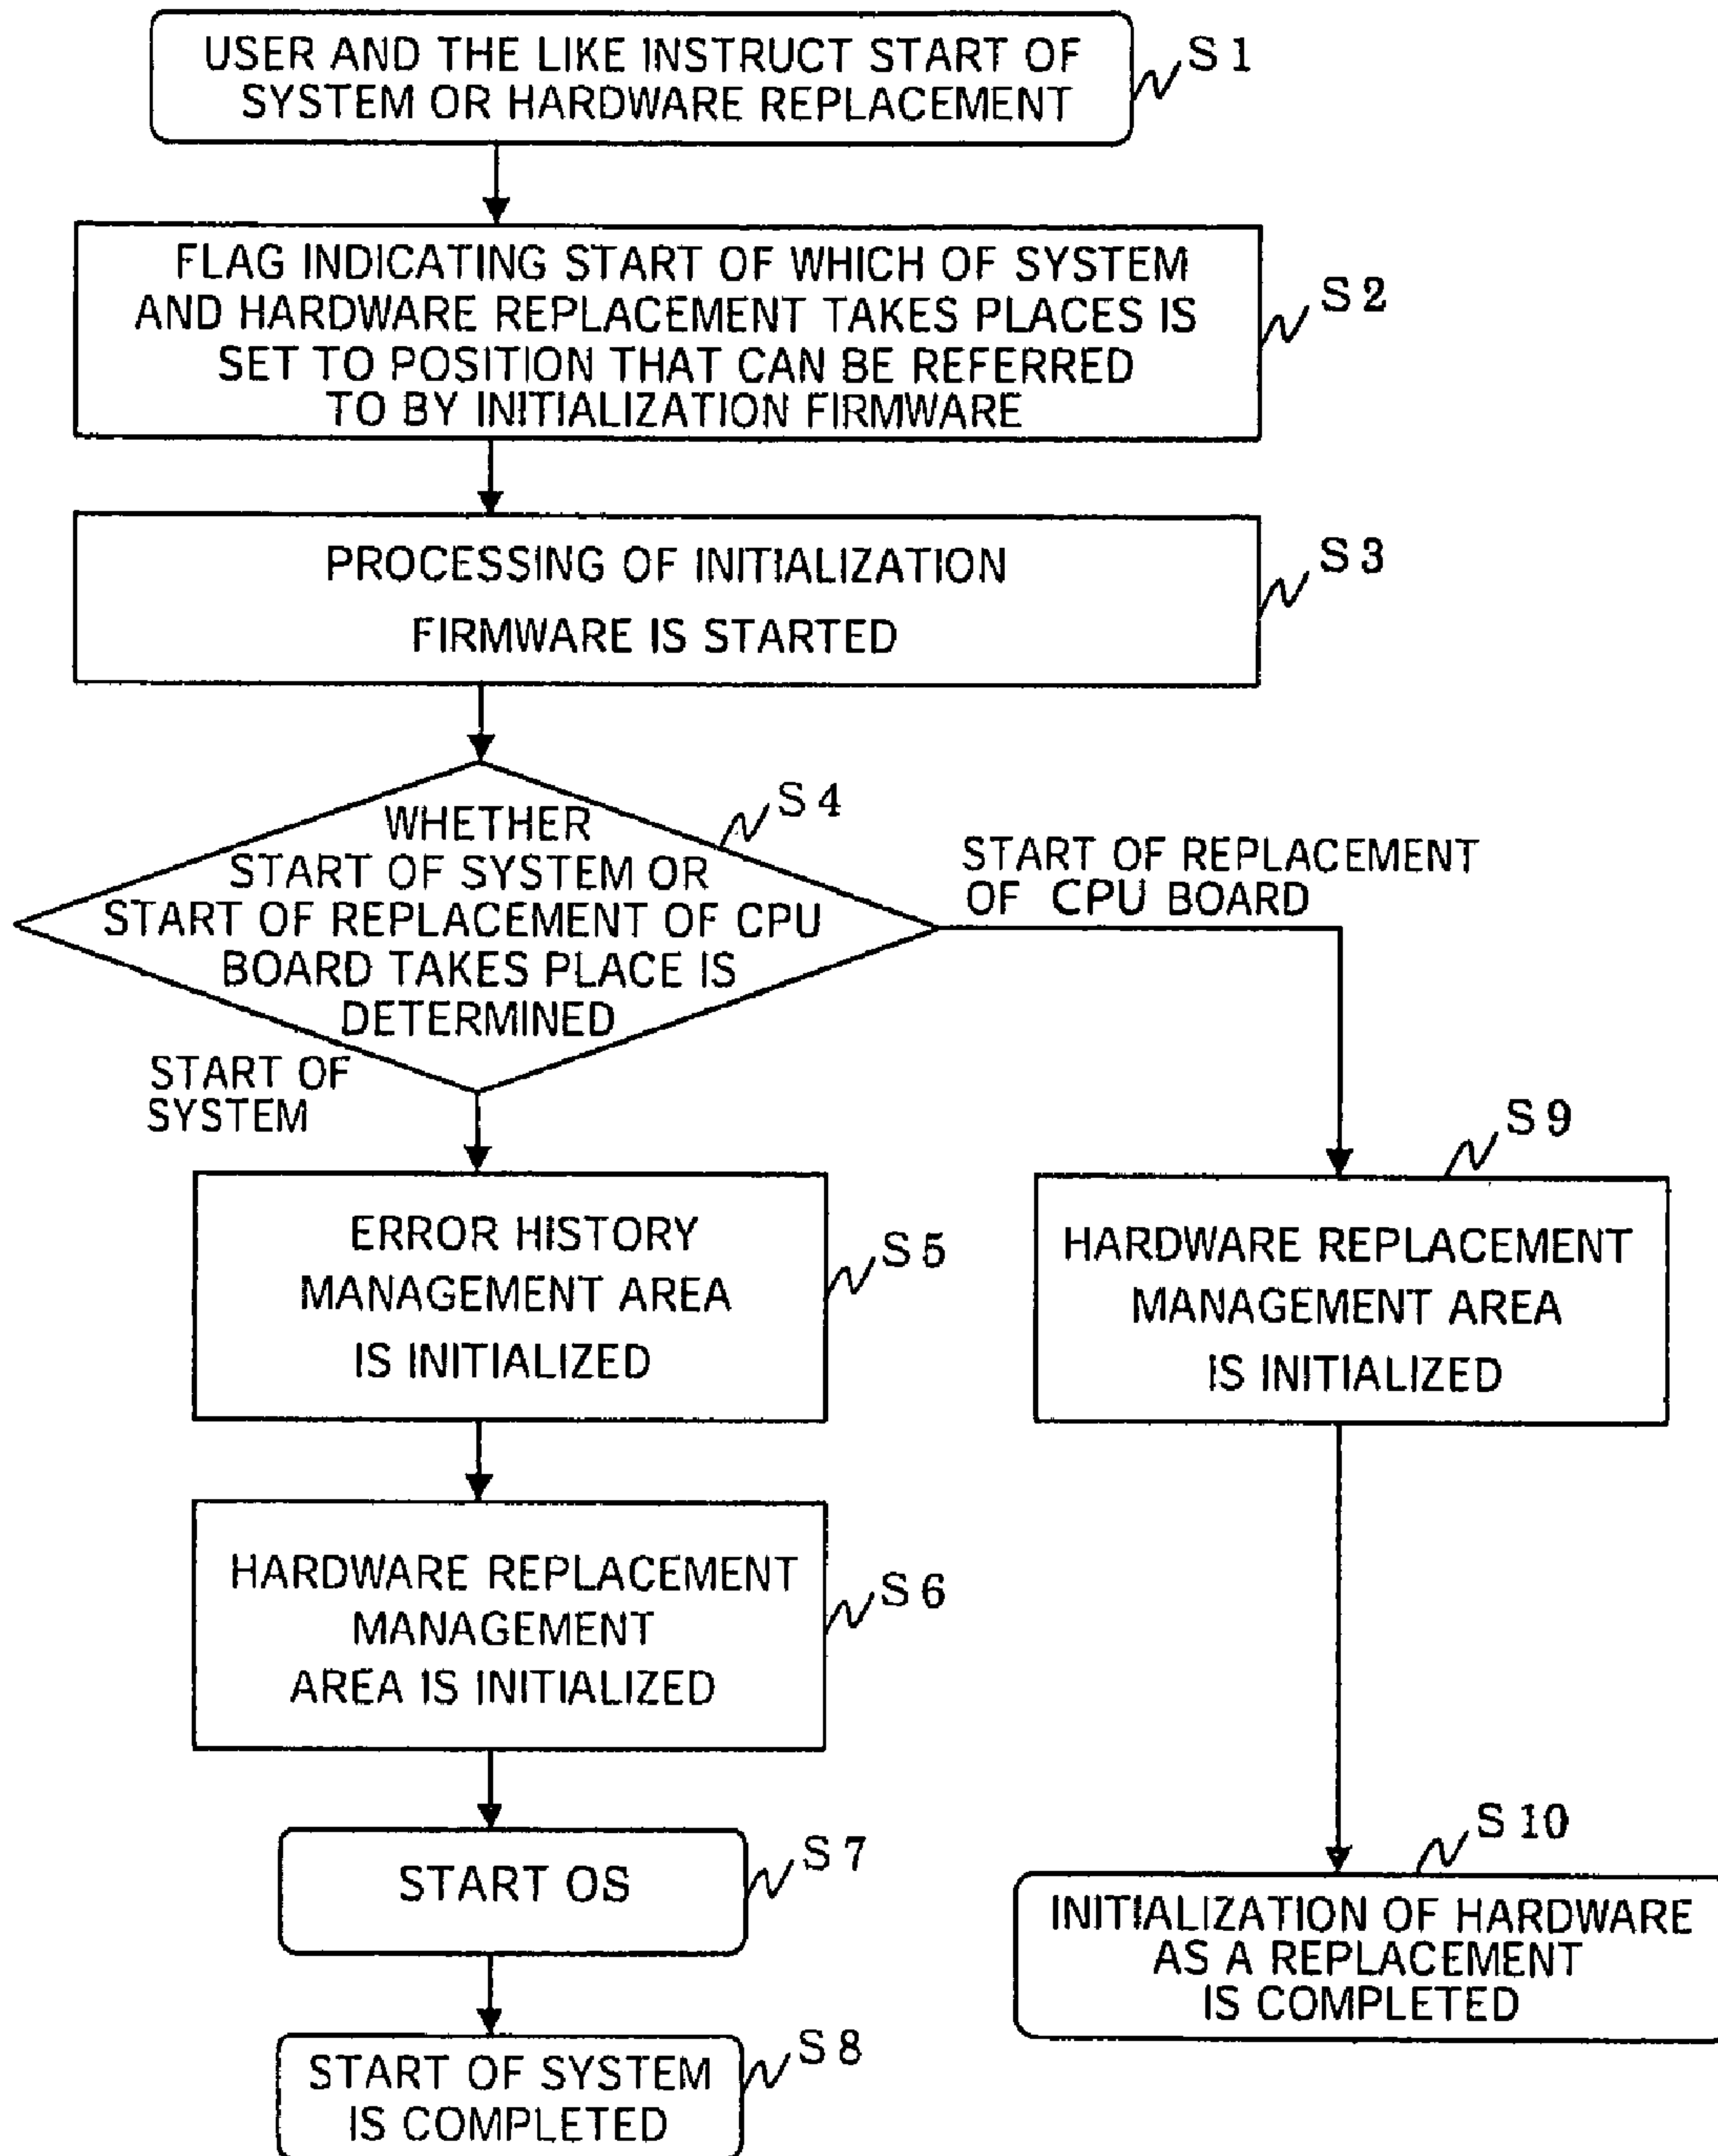 USER AND THE LIKE INSTRUCT START OF
SYSTEM OR HARDWARE REPLACEMENT
S1
FLAG INDICATING START OF WHICH OF SYSTEM
AND HARDWARE REPLACEMENT TAKES PLACES IS
SET TO POSITION THAT CAN BE REFERRED
TO BY INITIALIZATION FIRMWARE
S2
PROCESSING OF INITIALIZATION
FIRMWARE IS STARTED
S3
WHETHER
START OF SYSTEM OR
START OF REPLACEMENT OF CPU
BOARD TAKES PLACE IS
DETERMINED
S4
START OF REPLACEMENT
OF CPU BOARD
START OF
SYSTEM
ERROR HISTORY
MANAGEMENT AREA
IS INITIALIZED
S5
HARDWARE REPLACEMENT
MANAGEMENT AREA
IS INITIALIZED
S9
HARDWARE REPLACEMENT
MANAGEMENT
AREA IS INITIALIZED
S6
START OS
S7
INITIALIZATION OF HARDWARE
AS A REPLACEMENT
IS COMPLETED
S10
START OF SYSTEM
IS COMPLETED
S8